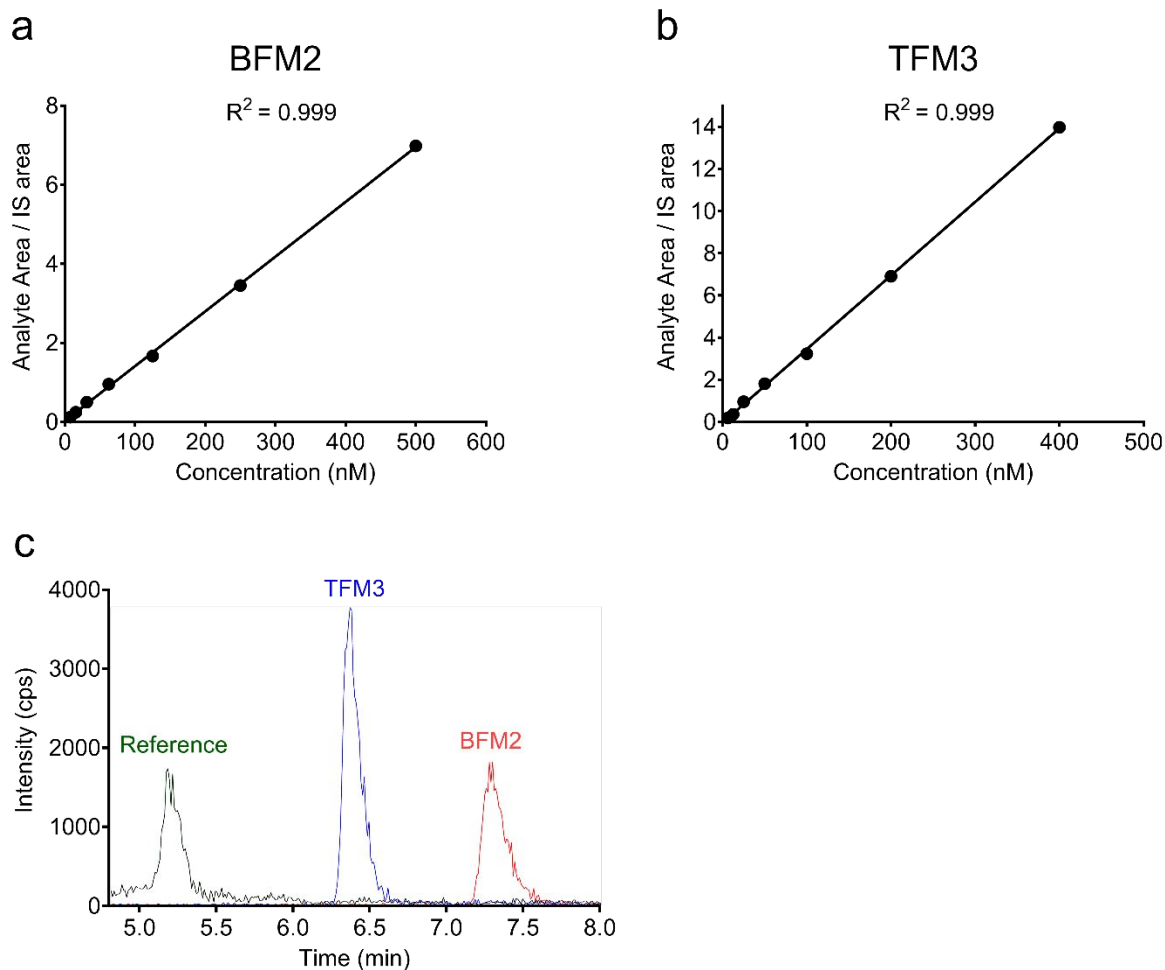 a
BFM2
R² = 0.999
8
6
4
2
0
Analyte Area / IS area
0 100 200 300 400 500 600
Concentration (nM)
b
TFM3
R² = 0.999
14
12
10
8
6
4
2
0
Analyte Area / IS area
0 100 200 300 400 500
Concentration (nM)
c
4000
3000
2000
1000
0
Intensity (cps)
TFM3
Reference
BFM2
5.0 5.5 6.0 6.5 7.0 7.5 8.0
Time (min)